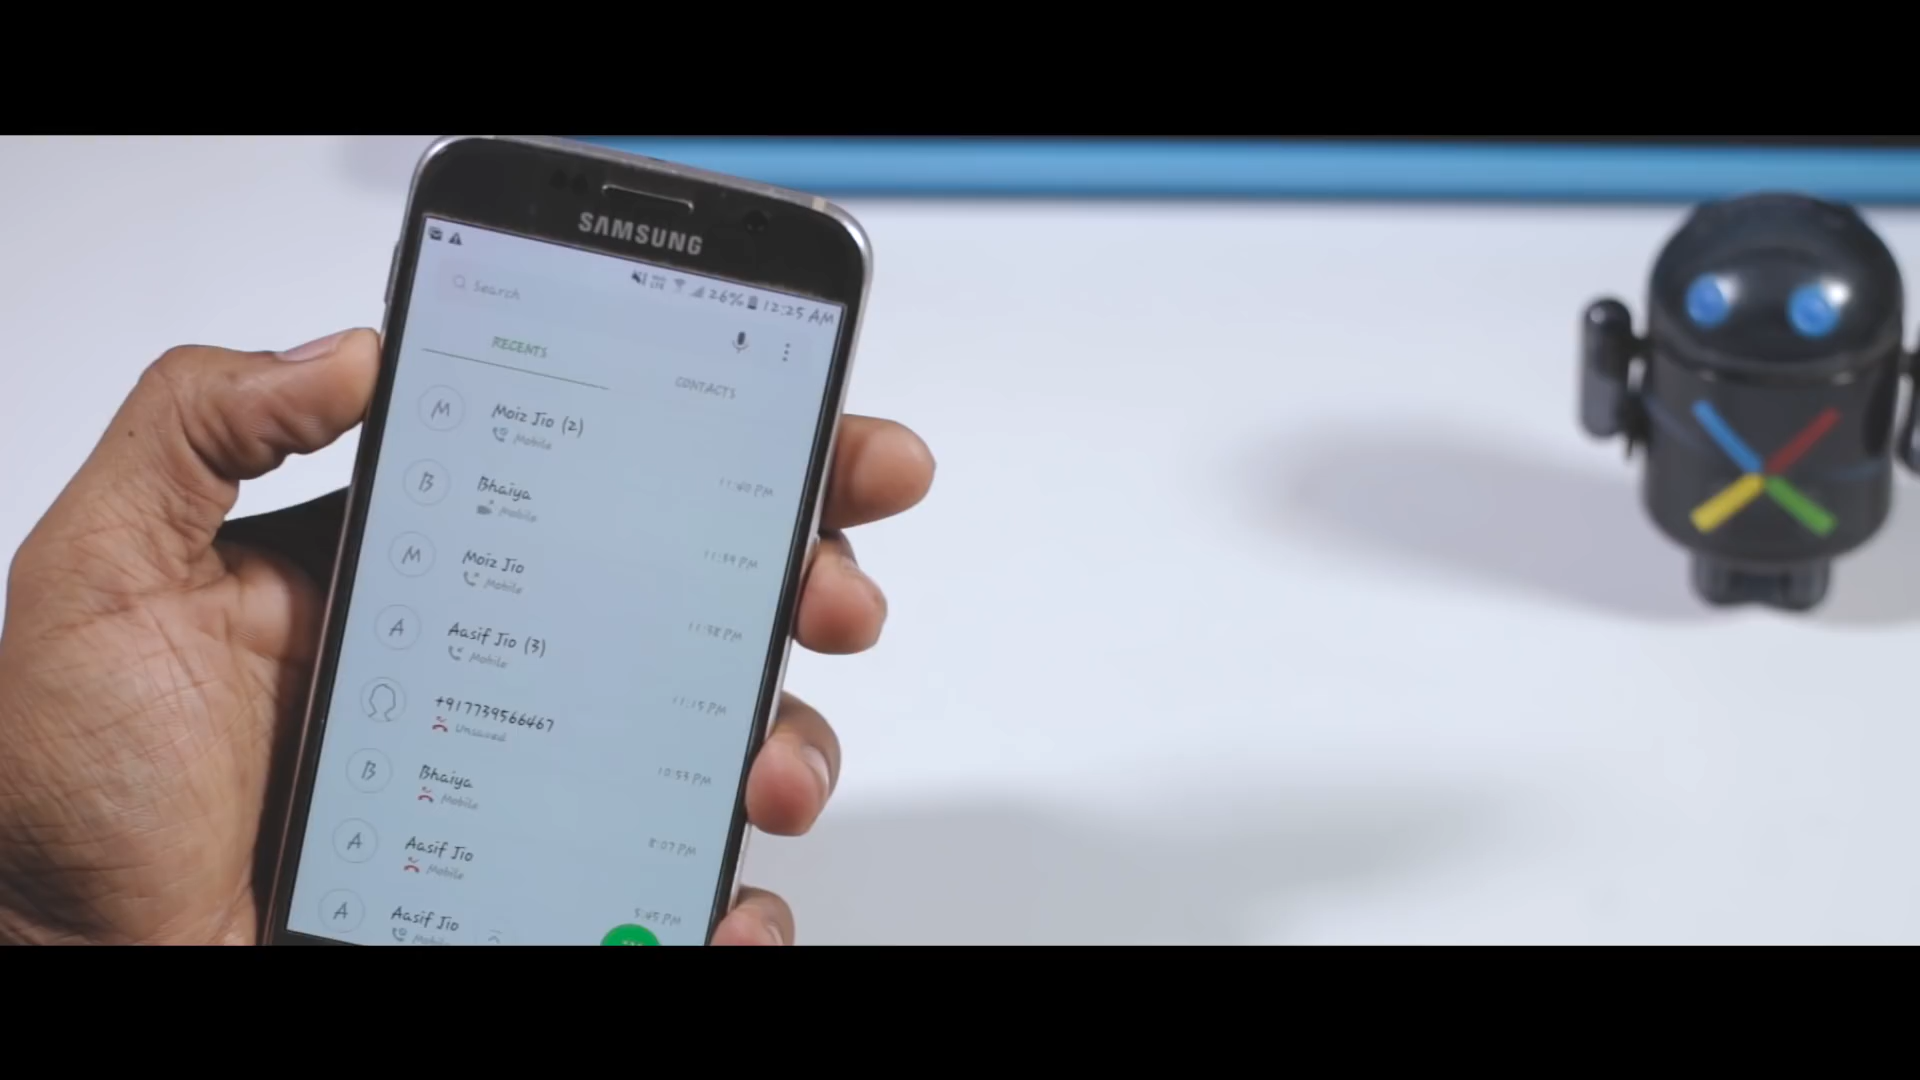 SAMSUNG
26% 12:25 AM
Search
RECENTS
CONTACTS
M
Moiz Jio (2)
Mobile
11:40 PM
B
Bhaiya
Mobile
11:39 PM
M
Moiz Jio
Mobile
11:38 PM
A
Aasif Jio (3)
Mobile
11:15 PM
+917739566467
Unsaved
10:53 PM
B
Bhaiya
Mobile
8:07 PM
A
Aasif Jio
Mobile
5:45 PM
A
Aasif Jio
Mobile